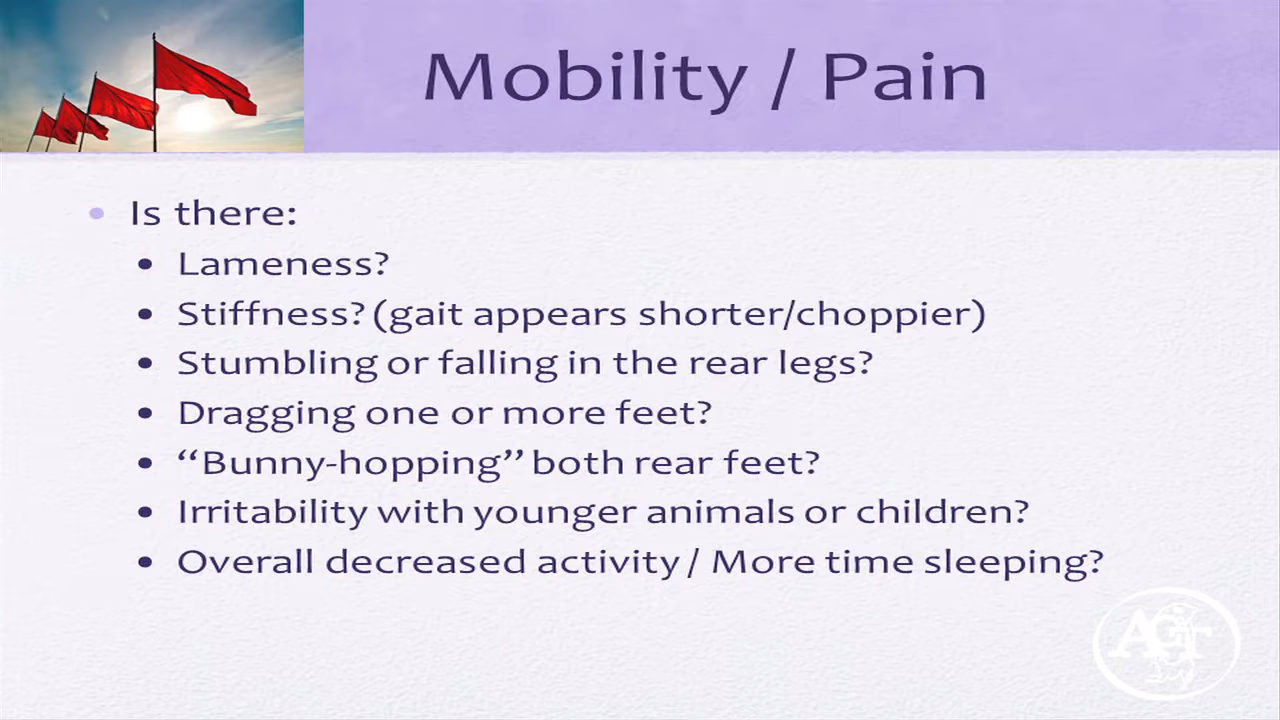 Mobility / Pain
• Is there:
• Lameness?
• Stiffness? (gait appears shorter/choppier)
• Stumbling or falling in the rear legs?
• Dragging one or more feet?
• “Bunny-hopping” both rear feet?
• Irritability with younger animals or children?
• Overall decreased activity / More time sleeping?
AGT